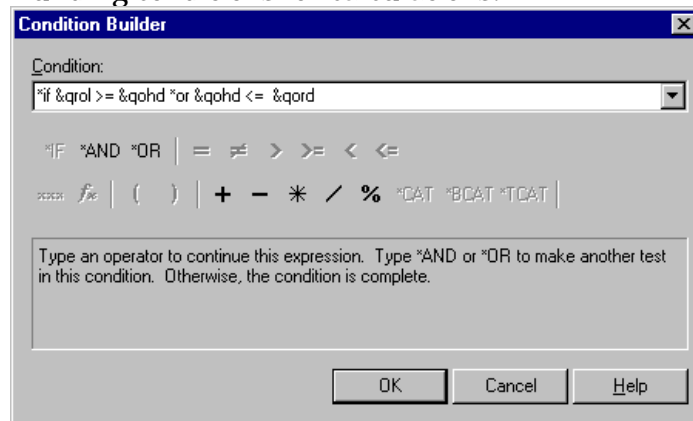 Condition Builder
Condition:
*if &qrol >= &qohd *or &qohd <= &qord
*IF *AND *OR = ≠ > >= < <=
xxx fx ( ) + - * / % *CAT *BCAT *TCAT
Type an operator to continue this expression. Type *AND or *OR to make another test
in this condition. Otherwise, the condition is complete.
OK Cancel Help